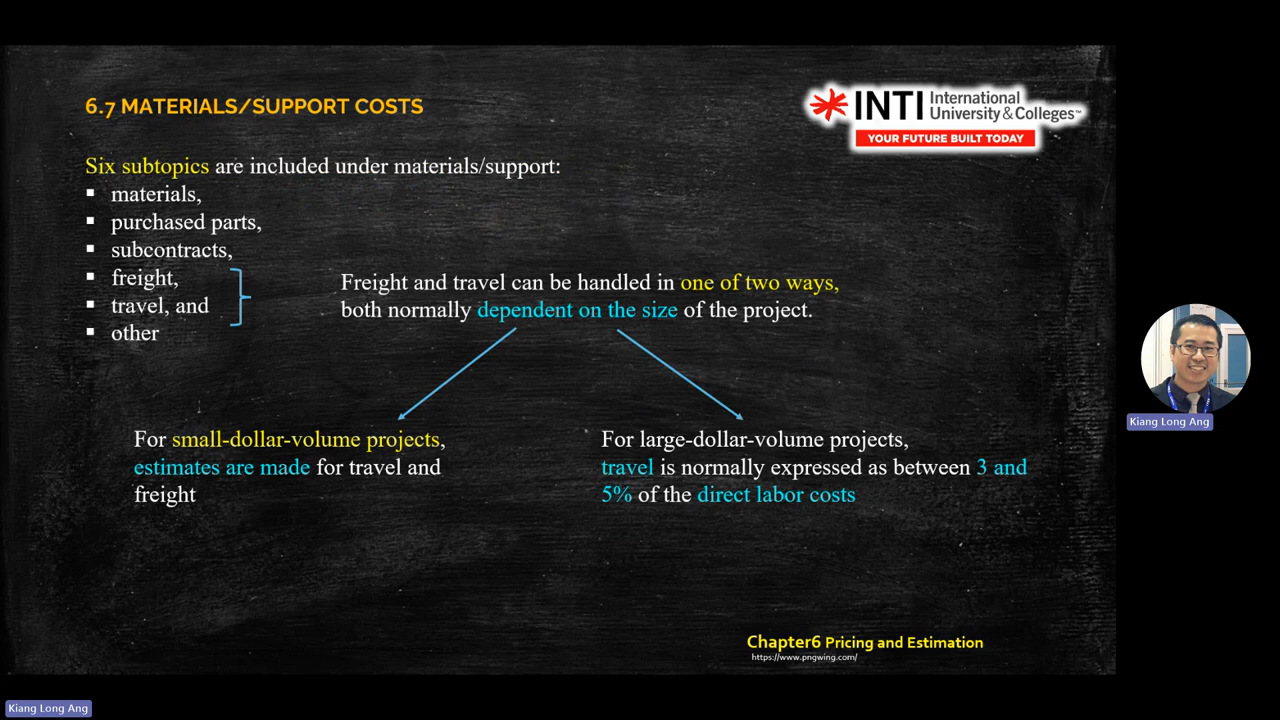 6.7 MATERIALS/SUPPORT COSTS
INTI International
University & Colleges™
YOUR FUTURE BUILT TODAY
Six subtopics are included under materials/support:
▪ materials,
▪ purchased parts,
▪ subcontracts,
▪ freight,
▪ travel, and
▪ other
Freight and travel can be handled in one of two ways,
both normally dependent on the size of the project.
For small-dollar-volume projects,
estimates are made for travel and
freight
For large-dollar-volume projects,
travel is normally expressed as between 3 and
5% of the direct labor costs
Kiang Long Ang
Chapter6 Pricing and Estimation
https://www.pngwing.com/
Kiang Long Ang